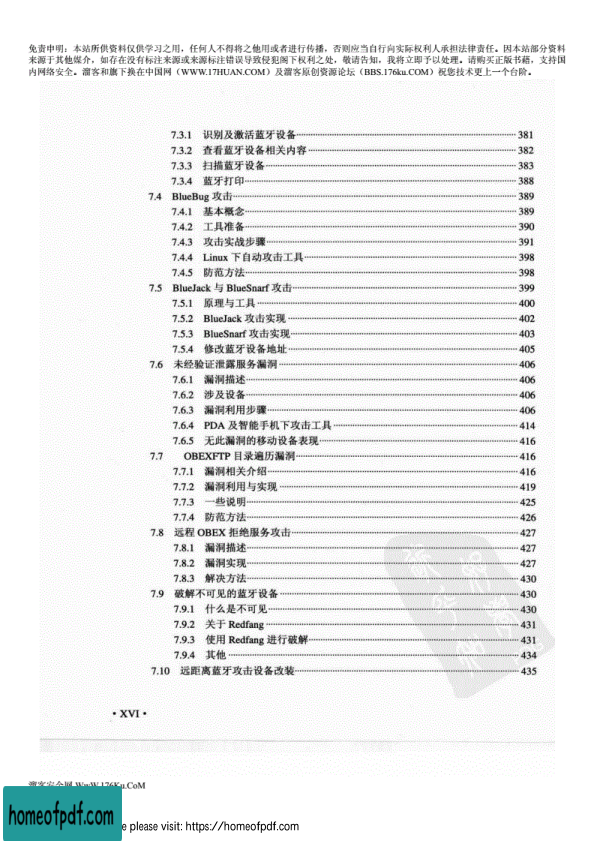 免责申明：本站所供资料仅供学习之用，任何人不得将之他用或者进行传播，否则应当自行向实际权利人承担法律责任。因本站部分资料
来源于其他媒介，如存在没有标注来源或来源标注错误导致侵犯阁下权利之处，敬请告知，我将立即予以处理。请购买正版书籍，支持国
内网络安全。溜客和旗下换在中国网（WWW.17HUAN.COM）及溜客原创资源论坛（BBS.176ku.COM）祝您技术更上一个台阶。
7.3.1 识别及激活蓝牙设备 381
7.3.2 查看蓝牙设备相关内容 382
7.3.3 扫描蓝牙设备 383
7.3.4 蓝牙打印 388
7.4 BlueBug 攻击 389
7.4.1 基本概念 389
7.4.2 工具准备 390
7.4.3 攻击实战步骤 391
7.4.4 Linux 下自动攻击工具 398
7.4.5 防范方法 398
7.5 BlueJack 与 BlueSnarf 攻击 399
7.5.1 原理与工具 400
7.5.2 BlueJack 攻击实现 402
7.5.3 BlueSnarf 攻击实现 403
7.5.4 修改蓝牙设备地址 405
7.6 未经验证泄露服务漏洞 406
7.6.1 漏洞描述 406
7.6.2 涉及设备 406
7.6.3 漏洞利用步骤 406
7.6.4 PDA 及智能手机下攻击工具 414
7.6.5 无此漏洞的移动设备表现 416
7.7 OBEXFTP 目录遍历漏洞 416
7.7.1 漏洞相关介绍 416
7.7.2 漏洞利用与实现 419
7.7.3 一些说明 425
7.7.4 防范方法 426
7.8 远程 OBEX 拒绝服务攻击 427
7.8.1 漏洞描述 427
7.8.2 漏洞实现 427
7.8.3 解决方法 430
7.9 破解不可见的蓝牙设备 430
7.9.1 什么是不可见 430
7.9.2 关于 Redfang 431
7.9.3 使用 Redfang 进行破解 431
7.9.4 其他 434
7.10 远距离蓝牙攻击设备改装 435
· XVI ·
溜客安全网 WwW.176Ku.CoM
homeofpdf.com
e please visit: https://homeofpdf.com